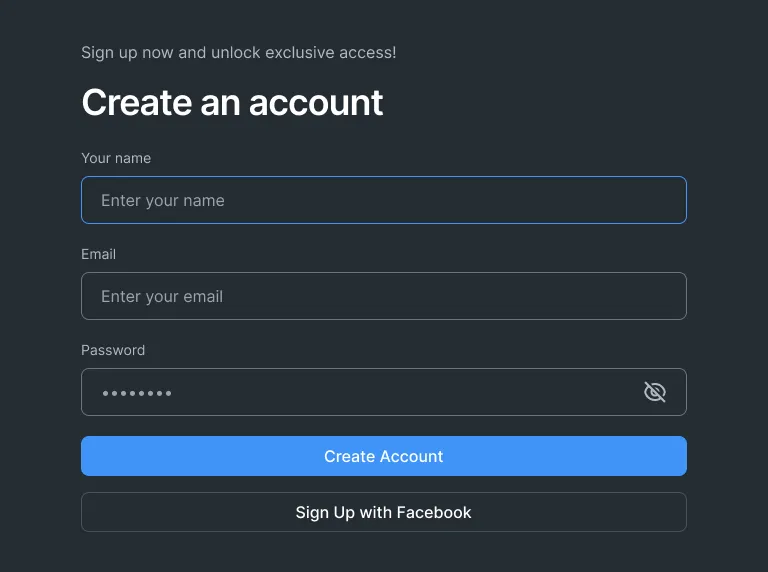 Sign up now and unlock exclusive access!
Create an account
Your name
Enter your name
Email
Enter your email
Password
••••••••
Create Account
Sign Up with Facebook